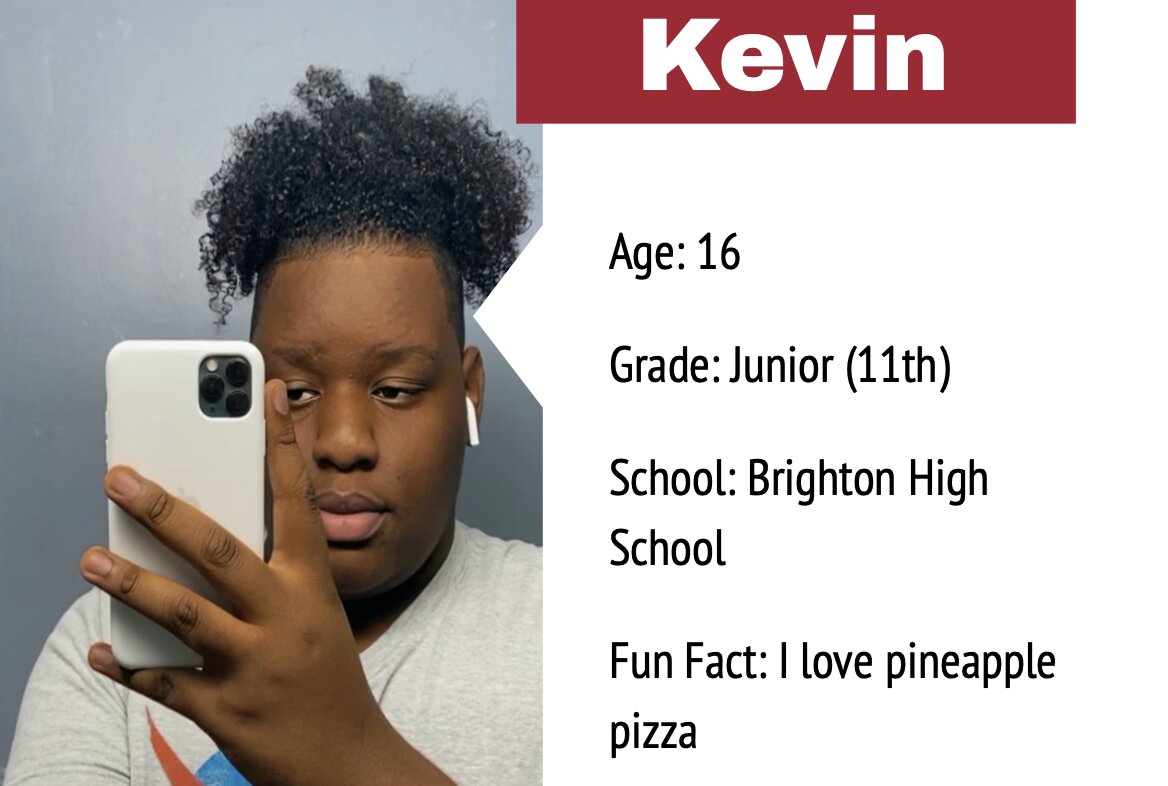 Kevin
Age: 16
Grade: Junior (11th)
School: Brighton High
School
Fun Fact: I love pineapple
pizza